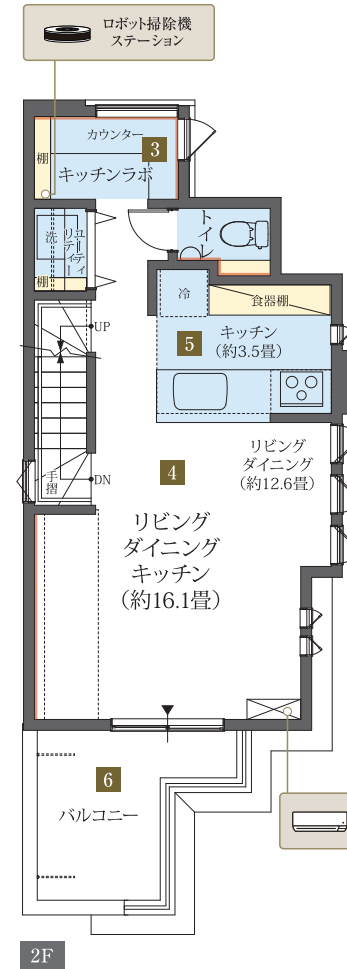 ロボット掃除機
ステーション
カウンター
3
棚
キッチンラボ
トイレ
洗
ユーティリティー
棚
冷
食器棚
UP
5
キッチン
(約3.5畳)
手摺
DN
4
リビング
ダイニング
(約12.6畳)
リビング
ダイニング
キッチン
(約16.1畳)
6
バルコニー
2F